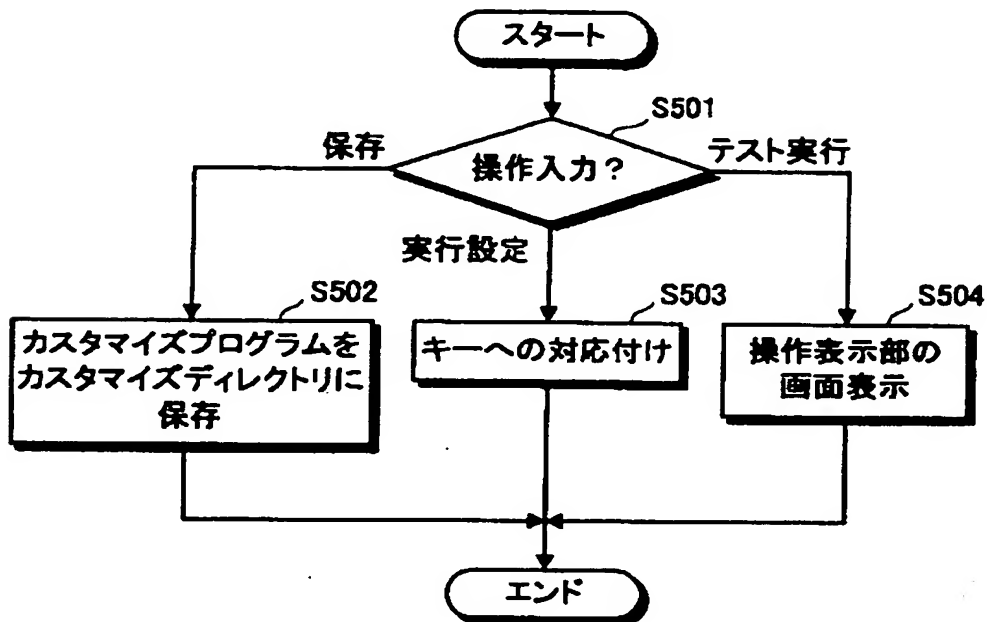 スタート
S501
操作入力？
保存
テスト実行
実行設定
S502
カスタマイズプログラムを
カスタマイズディレクトリに
保存
S503
キーへの対応付け
S504
操作表示部の
画面表示
エンド